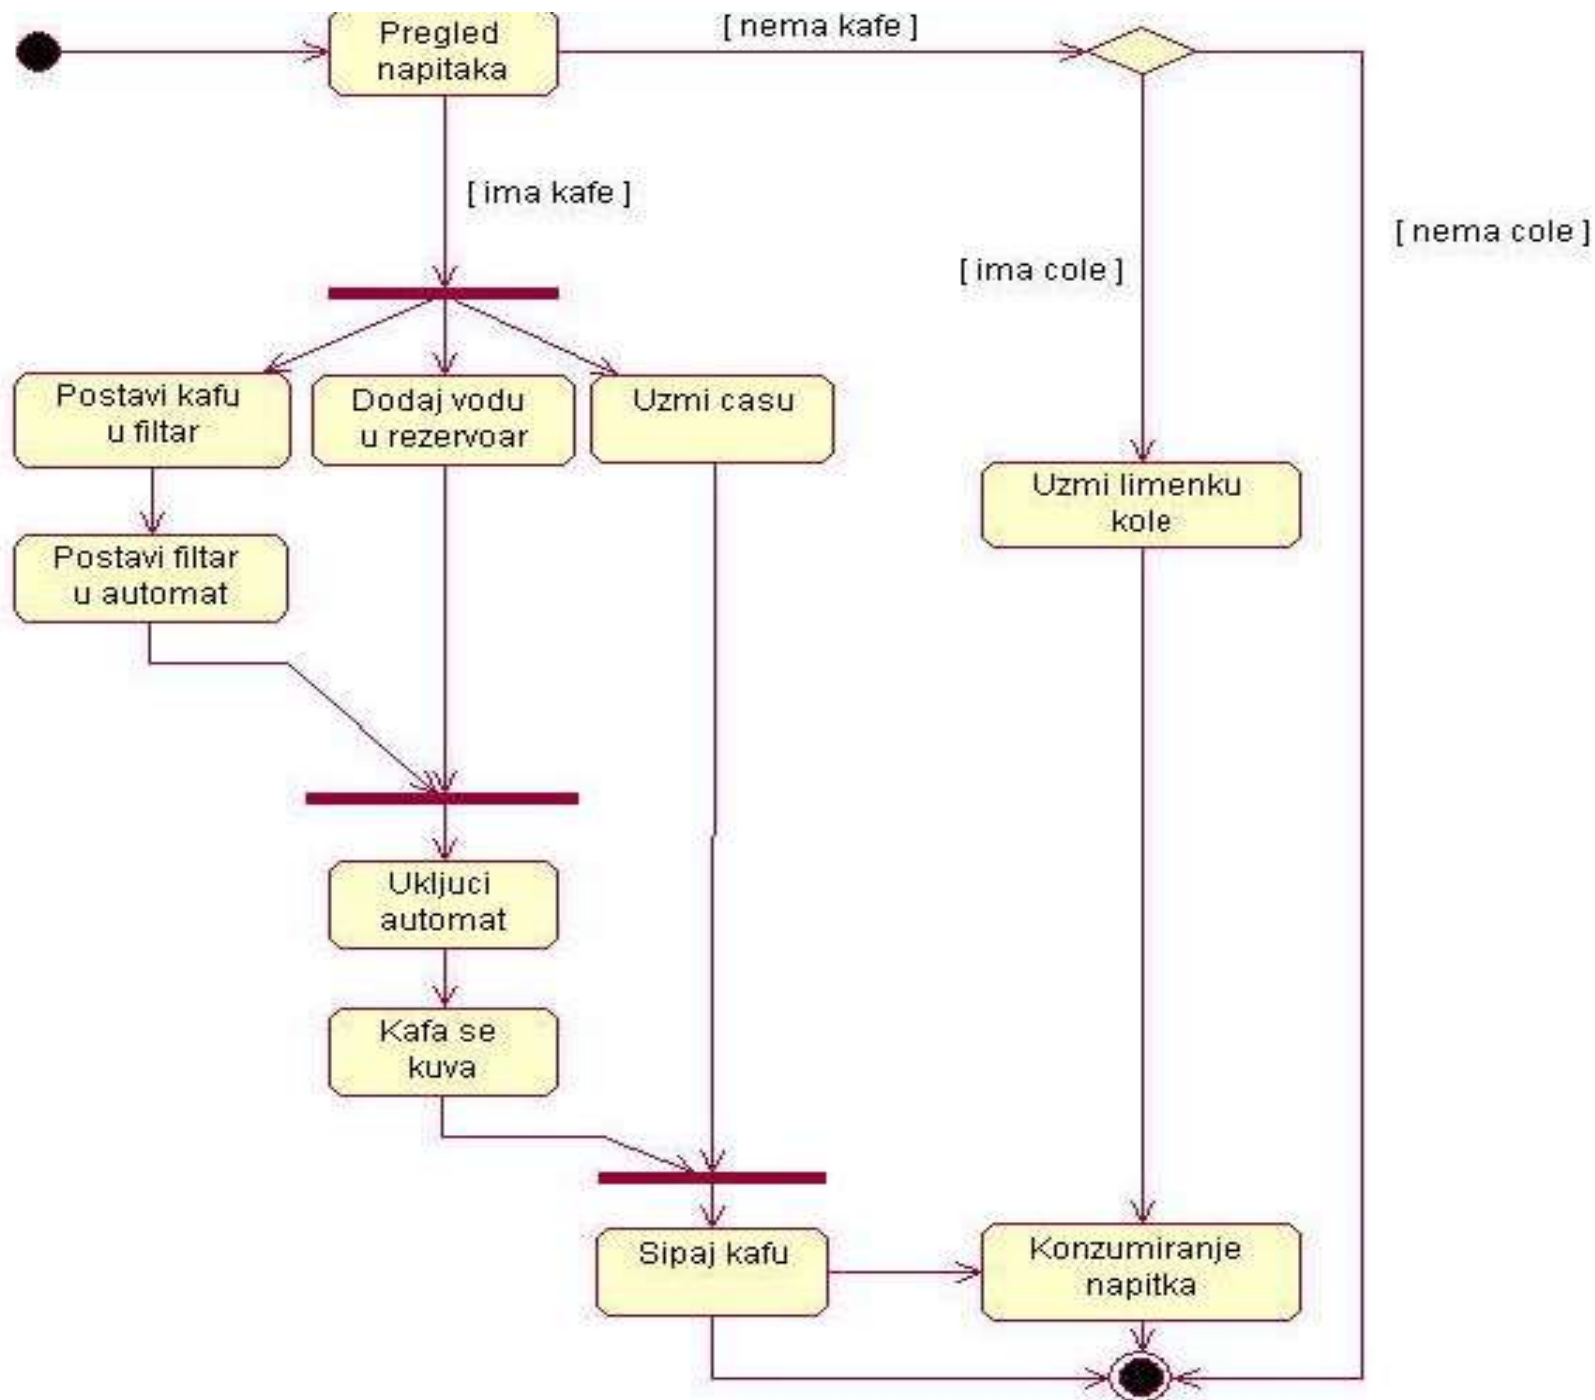 Pregled
napitaka
[ nema kafe ]
[ ima kafe ]
[ nema cole ]
[ ima cole ]
Postavi kafu
u filtar
Dodaj vodu
u rezervoar
Uzmi casu
Uzmi limenku
kole
Postavi filtar
u automat
Ukljuci
automat
Kafa se
kuva
Sipaj kafu
Konzumiranje
napitka